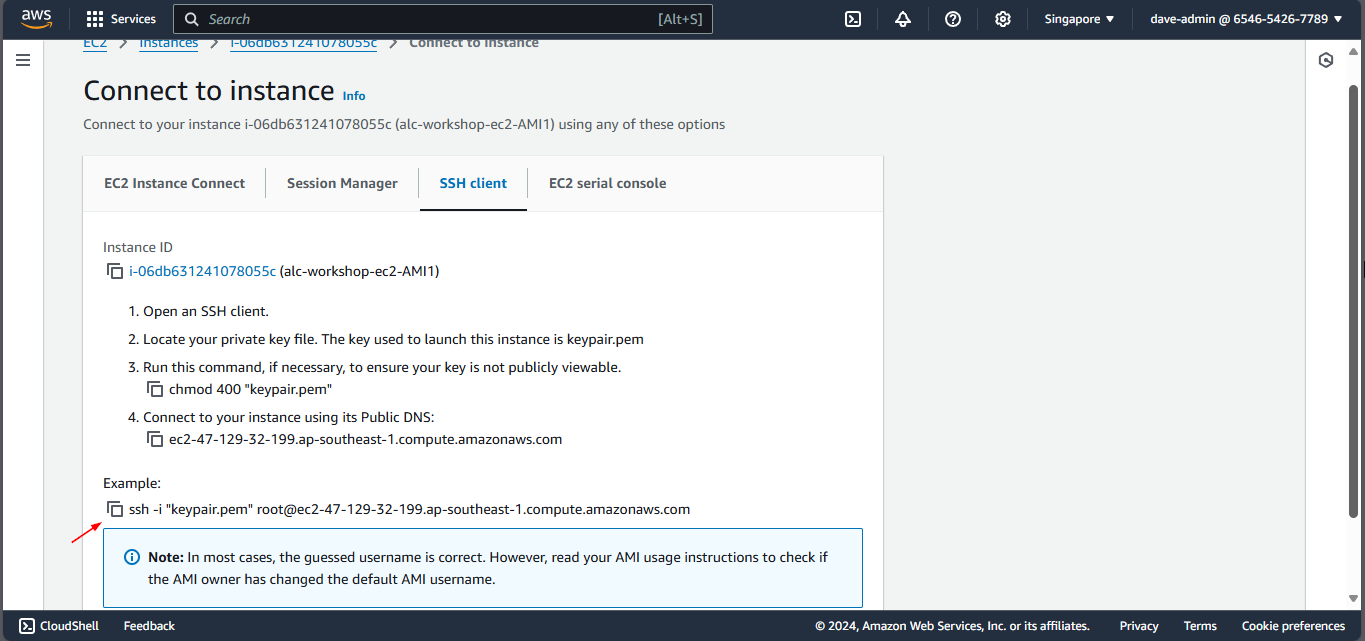 aws Services Search [Alt+S] Singapore dave-admin @ 6546-5426-7789
EC2 > Instances > i-06db631241078055c > Connect to instance
Connect to instance Info
Connect to your instance i-06db631241078055c (alc-workshop-ec2-AMI1) using any of these options
EC2 Instance Connect Session Manager SSH client EC2 serial console
Instance ID
i-06db631241078055c (alc-workshop-ec2-AMI1)
1. Open an SSH client.
2. Locate your private key file. The key used to launch this instance is keypair.pem
3. Run this command, if necessary, to ensure your key is not publicly viewable.
chmod 400 "keypair.pem"
4. Connect to your instance using its Public DNS:
ec2-47-129-32-199.ap-southeast-1.compute.amazonaws.com
Example:
ssh -i "keypair.pem" root@ec2-47-129-32-199.ap-southeast-1.compute.amazonaws.com
Note: In most cases, the guessed username is correct. However, read your AMI usage instructions to check if
the AMI owner has changed the default AMI username.
CloudShell Feedback © 2024, Amazon Web Services, Inc. or its affiliates. Privacy Terms Cookie preferences